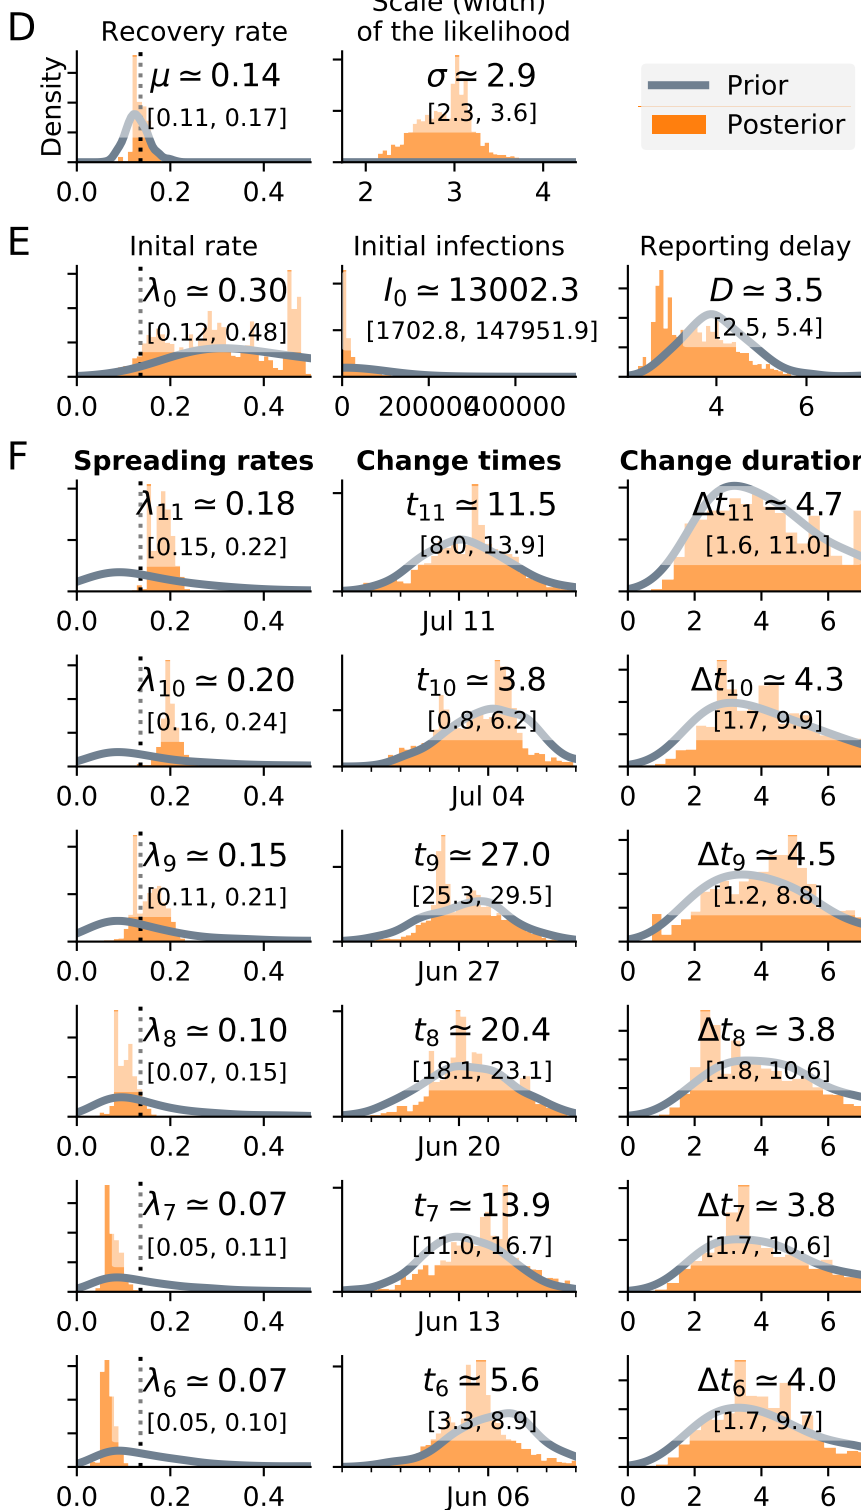 D
Recovery rate
Scale (width)
of the likelihood
Density
μ ≃ 0.14
[0.11, 0.17]
σ ≃ 2.9
[2.3, 3.6]
Prior
Posterior
0.0 0.2 0.4
2 3 4
E
Inital rate
Initial infections
Reporting delay
λ0 ≃ 0.30
[0.12, 0.48]
I0 ≃ 13002.3
[1702.8, 147951.9]
D ≃ 3.5
[2.5, 5.4]
0.0 0.2 0.4
0 200000 400000
4 6
F
Spreading rates
Change times
Change duration
λ11 ≃ 0.18
[0.15, 0.22]
t11 ≃ 11.5
[8.0, 13.9]
Δt11 ≃ 4.7
[1.6, 11.0]
0.0 0.2 0.4
Jul 11
0 2 4 6
λ10 ≃ 0.20
[0.16, 0.24]
t10 ≃ 3.8
[0.8, 6.2]
Δt10 ≃ 4.3
[1.7, 9.9]
0.0 0.2 0.4
Jul 04
0 2 4 6
λ9 ≃ 0.15
[0.11, 0.21]
t9 ≃ 27.0
[25.3, 29.5]
Δt9 ≃ 4.5
[1.2, 8.8]
0.0 0.2 0.4
Jun 27
0 2 4 6
λ8 ≃ 0.10
[0.07, 0.15]
t8 ≃ 20.4
[18.1, 23.1]
Δt8 ≃ 3.8
[1.8, 10.6]
0.0 0.2 0.4
Jun 20
0 2 4 6
λ7 ≃ 0.07
[0.05, 0.11]
t7 ≃ 13.9
[11.0, 16.7]
Δt7 ≃ 3.8
[1.7, 10.6]
0.0 0.2 0.4
Jun 13
0 2 4 6
λ6 ≃ 0.07
[0.05, 0.10]
t6 ≃ 5.6
[3.3, 8.9]
Δt6 ≃ 4.0
[1.7, 9.7]
0.0 0.2 0.4
Jun 06
0 2 4 6